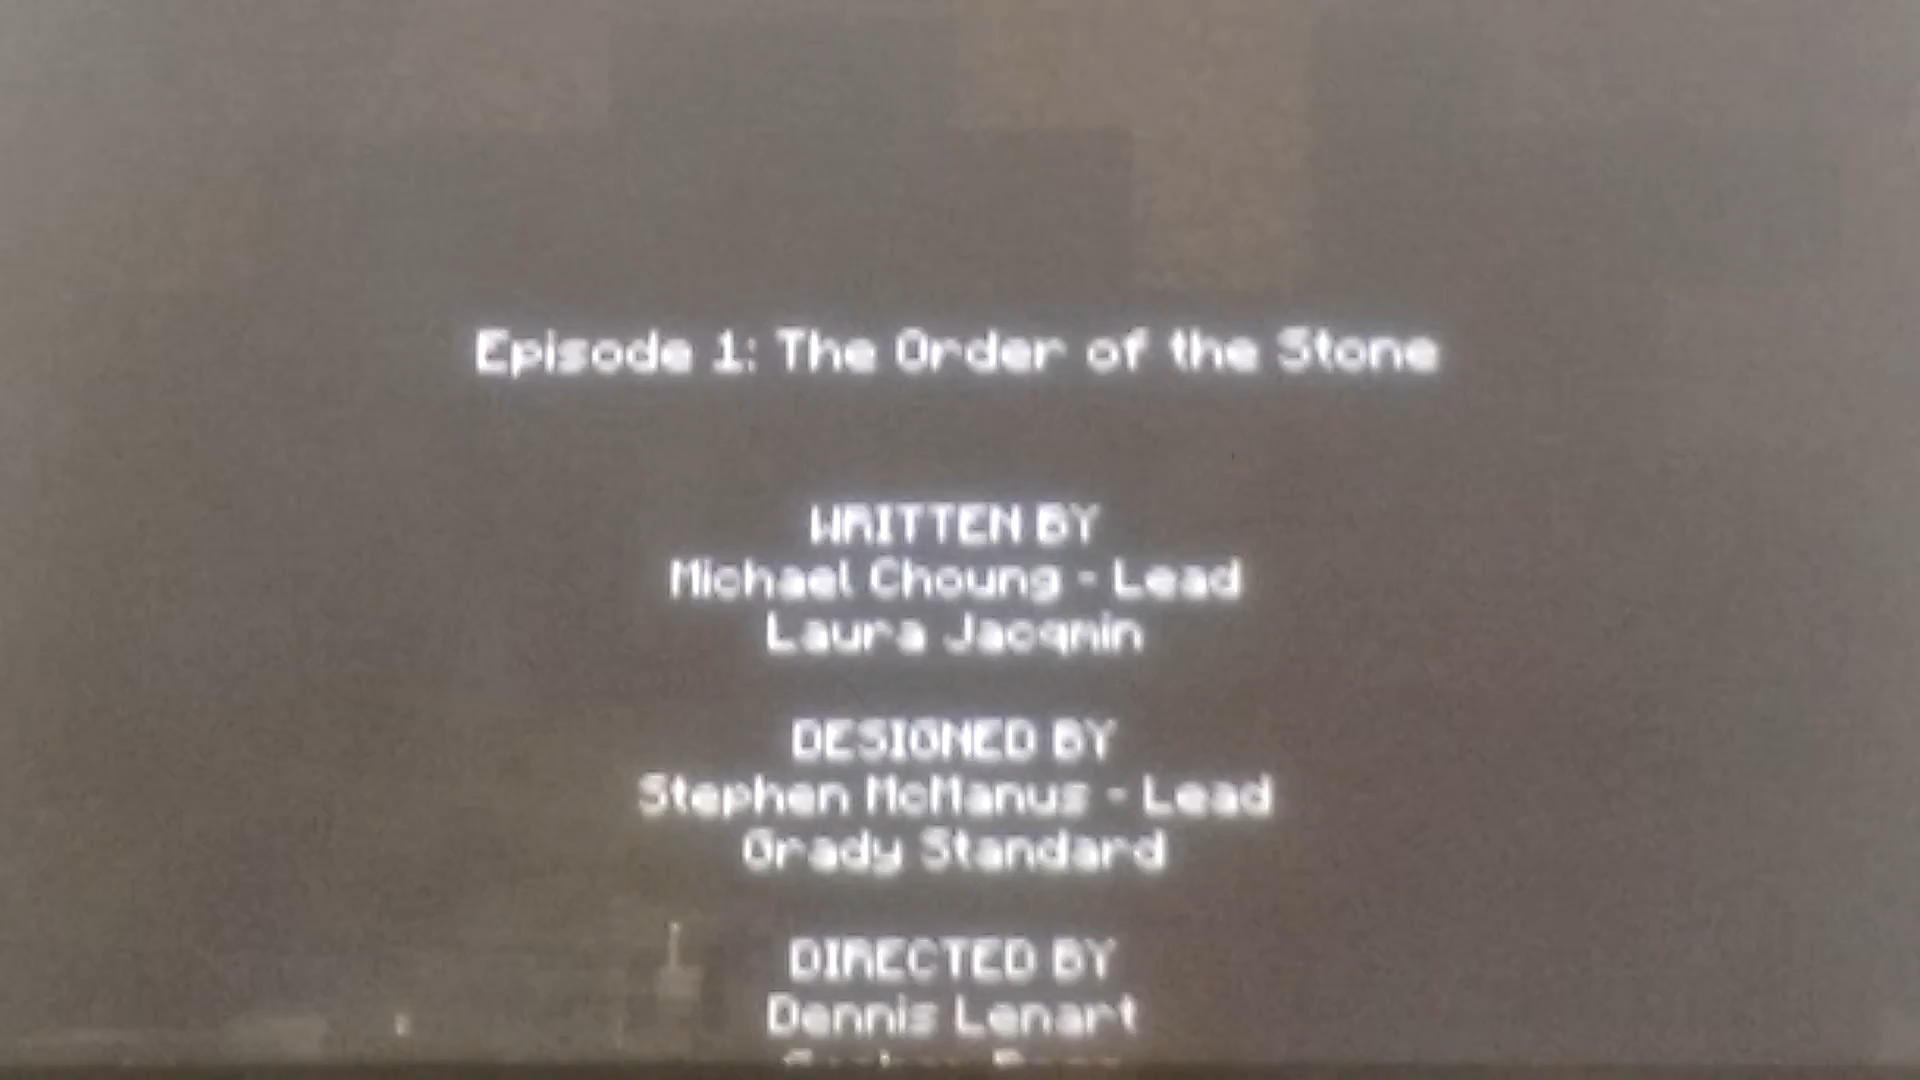 Episode 1: The Order of the Stone
WRITTEN BY
Michael Choung - Lead
Laura Jacqmin
DESIGNED BY
Stephen McManus - Lead
Grady Standard
DIRECTED BY
Dennis Lenart